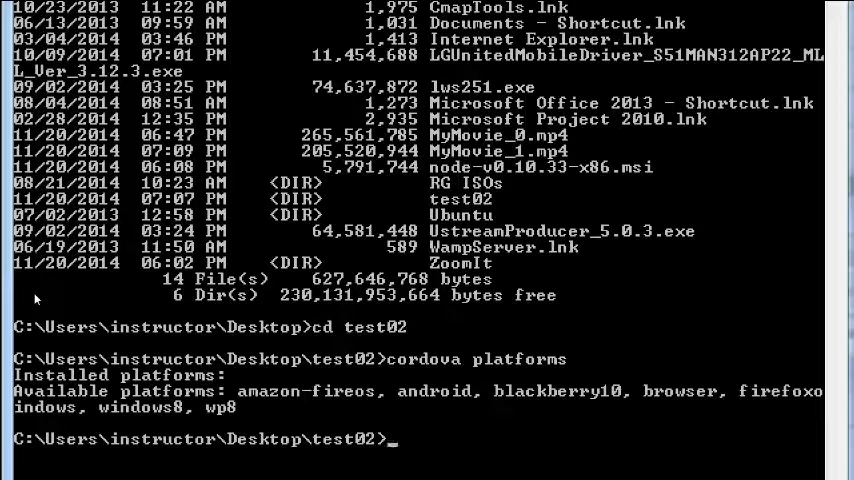 10/23/2013  11:22 AM             1,975 CmapTools.lnk
06/13/2013  09:59 AM             1,031 Documents - Shortcut.lnk
03/04/2014  03:46 PM             1,413 Internet Explorer.lnk
10/09/2014  07:01 PM        11,454,688 LGUnitedMobileDriver_S51MAN312AP22_ML
L_Ver_3.12.3.exe
09/02/2014  03:25 PM        74,637,872 lws251.exe
08/04/2014  08:51 AM             1,273 Microsoft Office 2013 - Shortcut.lnk
02/28/2014  12:35 PM             2,935 Microsoft Project 2010.lnk
11/20/2014  06:47 PM       265,561,785 MyMovie_0.mp4
11/20/2014  07:09 PM       205,520,944 MyMovie_1.mp4
11/20/2014  06:08 PM         5,791,744 node-v0.10.33-x86.msi
08/21/2014  10:23 AM    <DIR>          RG ISOs
11/20/2014  07:07 PM    <DIR>          test02
07/02/2013  12:58 PM    <DIR>          Ubuntu
09/02/2014  03:24 PM        64,581,448 UstreamProducer_5.0.3.exe
06/19/2013  11:50 AM               589 WampServer.lnk
11/20/2014  06:02 PM    <DIR>          ZoomIt
14 File(s)    627,646,768 bytes
6 Dir(s)  230,131,953,664 bytes free
C:\Users\instructor\Desktop>cd test02
C:\Users\instructor\Desktop\test02>cordova platforms
Installed platforms:
Available platforms: amazon-fireos, android, blackberry10, browser, firefoxo
indows, windows8, wp8
C:\Users\instructor\Desktop\test02>_